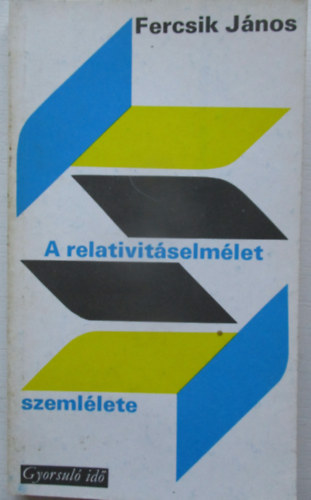 Fercsik János
A relativitáselmélet
szemlélete
Gyorsuló idő